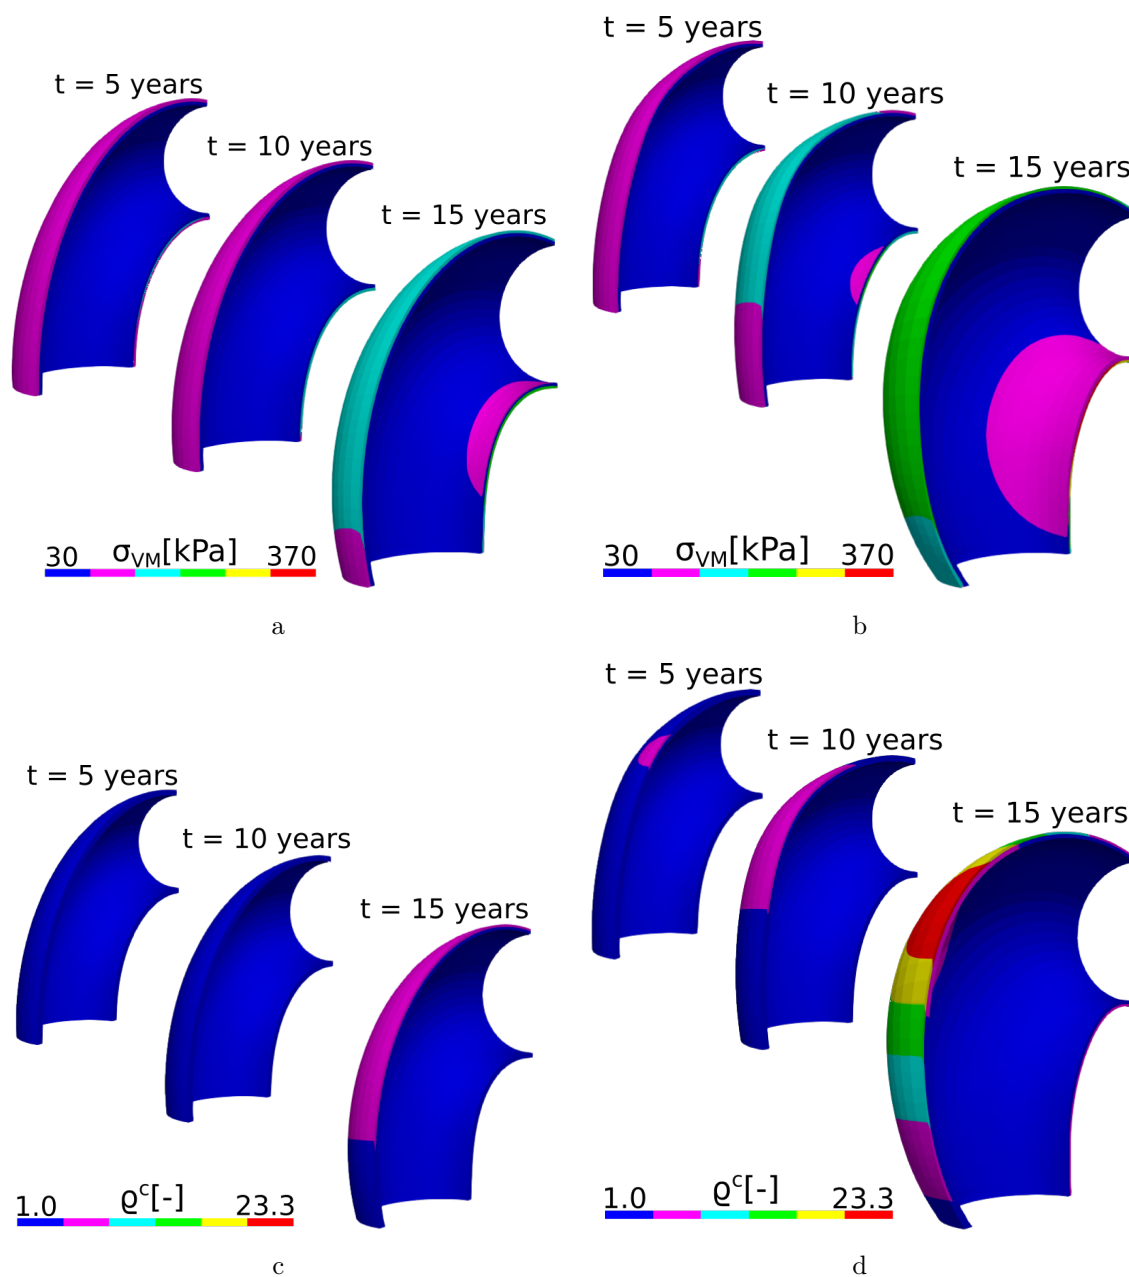 t = 5 years
t = 10 years
t = 15 years
30 σVM[kPa] 370
a
t = 5 years
t = 10 years
t = 15 years
30 σVM[kPa] 370
b
t = 5 years
t = 10 years
t = 15 years
1.0 ϱc[-] 23.3
c
t = 5 years
t = 10 years
t = 15 years
1.0 ϱc[-] 23.3
d